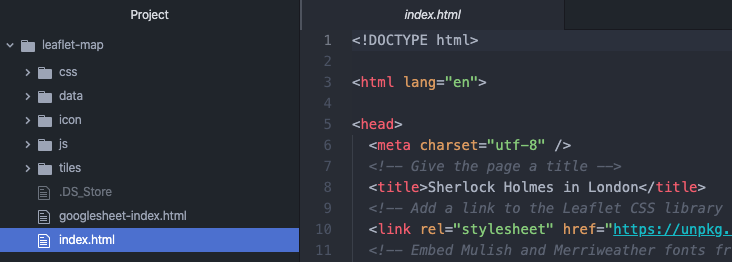 Project
leaflet-map
css
data
icon
js
tiles
.DS_Store
googlesheet-index.html
index.html
index.html
1 <!DOCTYPE html>
2
3 <html lang="en">
4
5 <head>
6 <meta charset="utf-8" />
7 <!-- Give the page a title -->
8 <title>Sherlock Holmes in London</title>
9 <!-- Add a link to the Leaflet CSS library
10 <link rel="stylesheet" href="https://unpkg.
11 <!-- Embed Mulish and Merriweather fonts fr